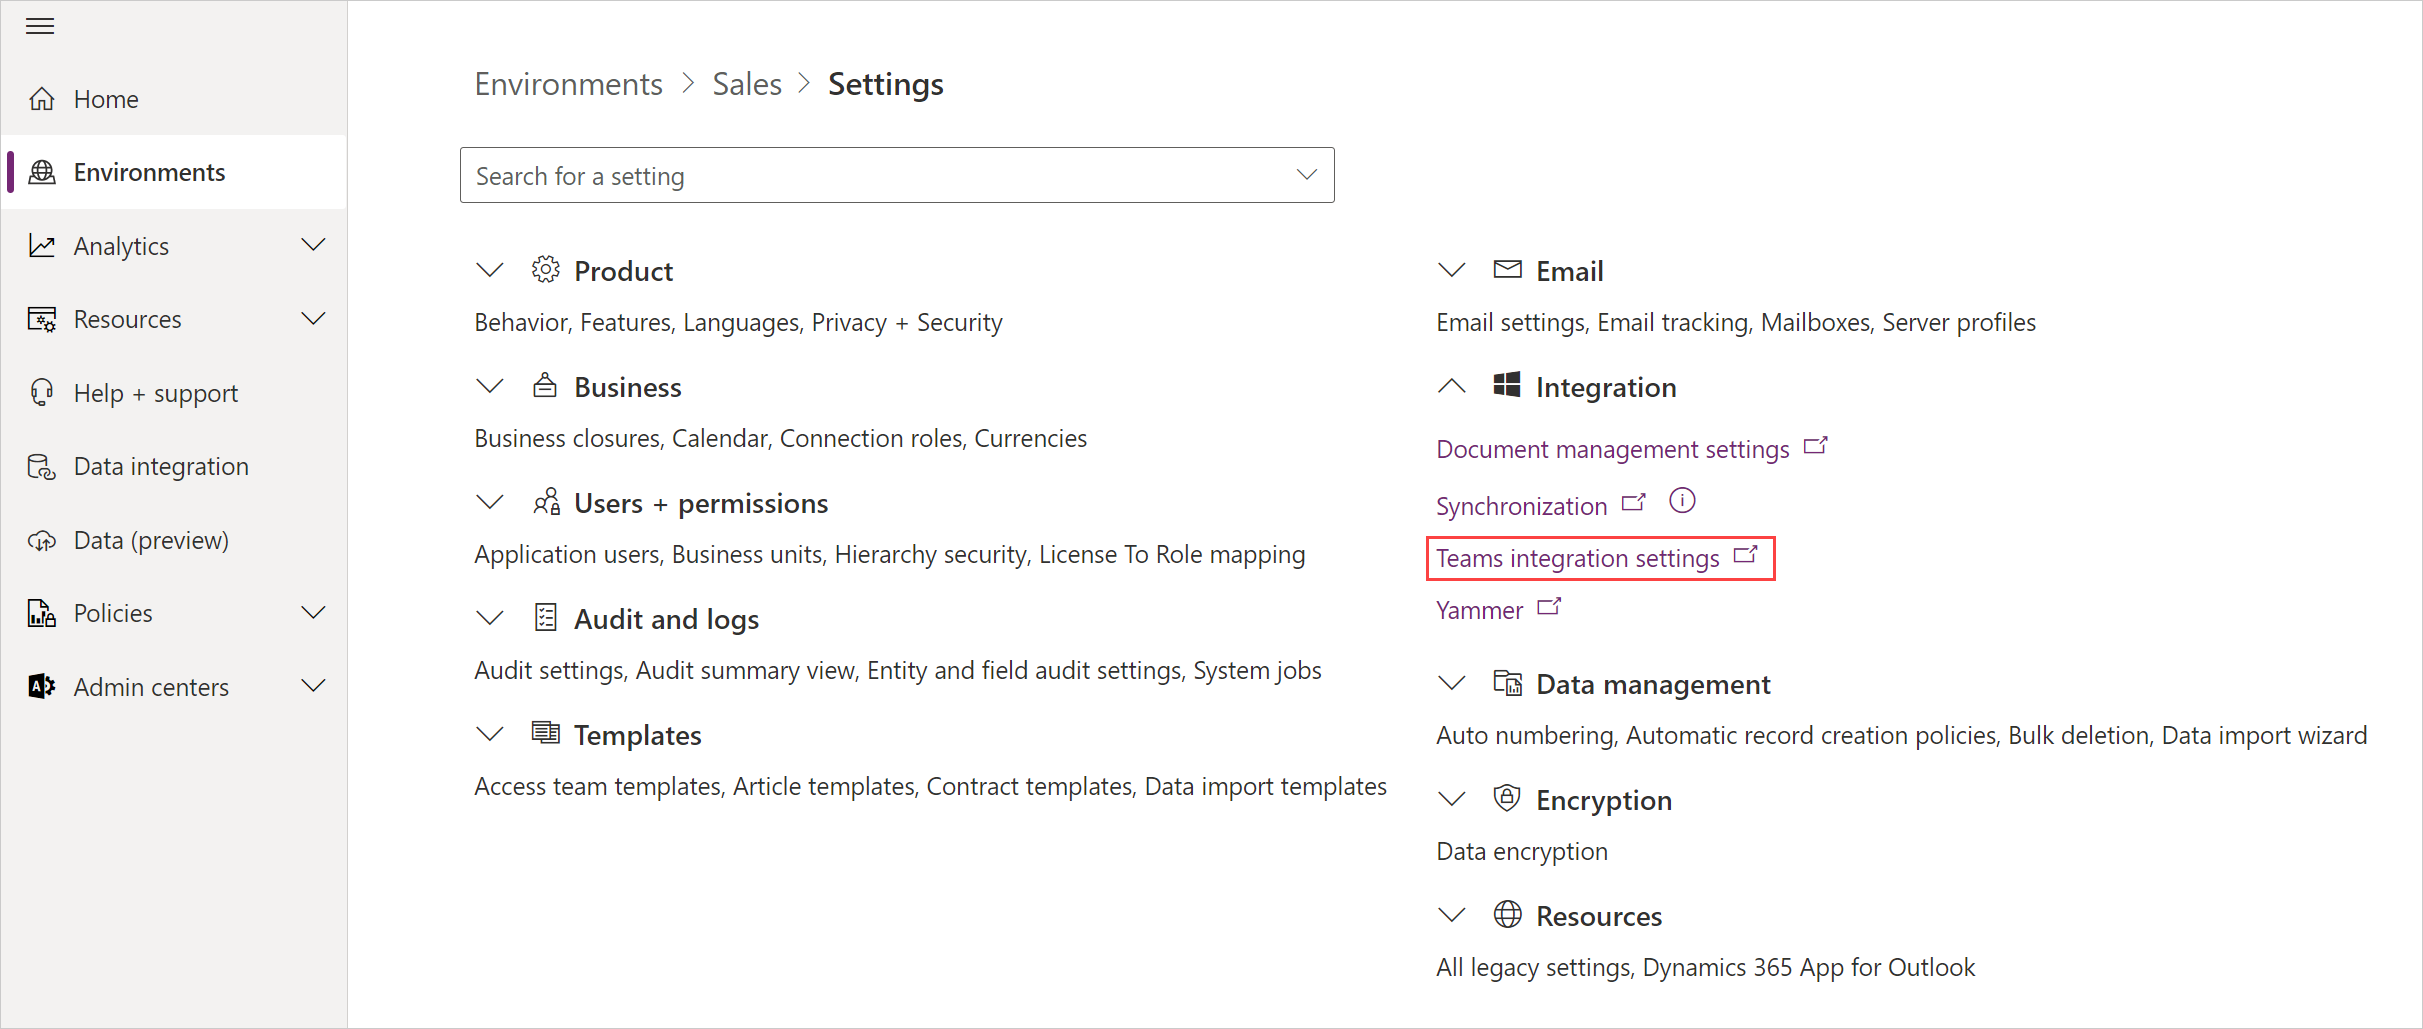 Home
Environments
Analytics
Resources
Help + support
Data integration
Data (preview)
Policies
Admin centers
Environments > Sales > Settings
Search for a setting
Product
Behavior, Features, Languages, Privacy + Security
Business
Business closures, Calendar, Connection roles, Currencies
Users + permissions
Application users, Business units, Hierarchy security, License To Role mapping
Audit and logs
Audit settings, Audit summary view, Entity and field audit settings, System jobs
Templates
Access team templates, Article templates, Contract templates, Data import templates
Email
Email settings, Email tracking, Mailboxes, Server profiles
Integration
Document management settings
Synchronization
Teams integration settings
Yammer
Data management
Auto numbering, Automatic record creation policies, Bulk deletion, Data import wizard
Encryption
Data encryption
Resources
All legacy settings, Dynamics 365 App for Outlook